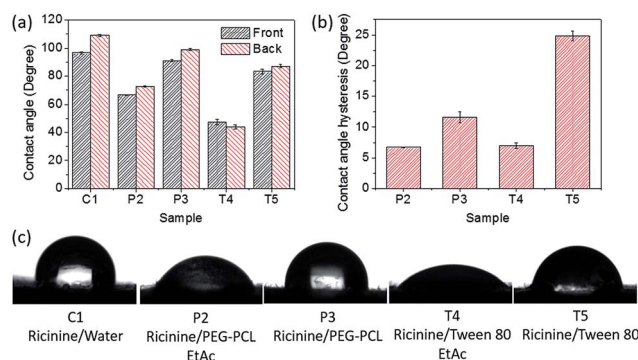 (a)
120
100
80
60
40
20
0
Contact angle (Degree)
Front
Back
C1 P2 P3 T4 T5
Sample
(b)
30
25
20
15
10
5
0
Contact angle hysteresis (Degree)
P2 P3 T4 T5
Sample
(c)
C1
Ricinine/Water
P2
Ricinine/PEG-PCL
EtAc
P3
Ricinine/PEG-PCL
T4
Ricinine/Tween 80
EtAc
T5
Ricinine/Tween 80